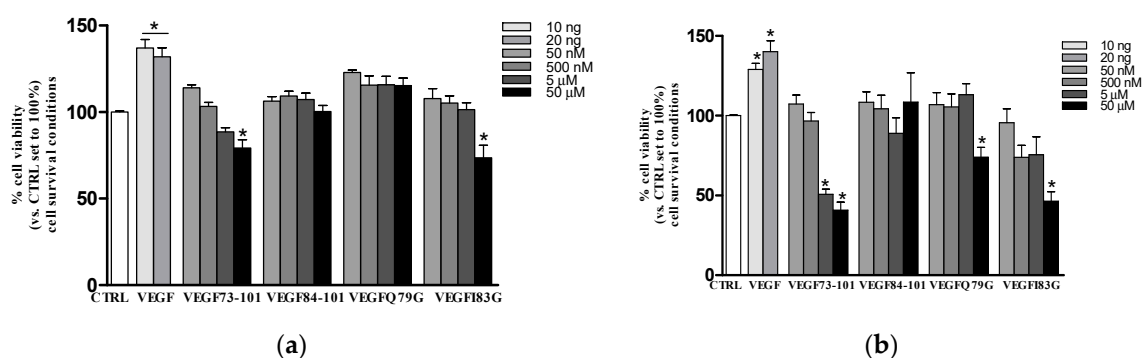 150
100
50
0
% cell viability
(vs. CTRL set to 100%)
cell survival conditions
*
*
*
10 ng
20 ng
50 nM
500 nM
5 µM
50 µM
CTRL VEGF VEGF73-101 VEGF84-101 VEGFQ79G VEGFI83G
(a)
150
100
50
0
% cell viability
(vs. CTRL set to 100%)
cell survival conditions
*
*
*
*
*
*
10 ng
20 ng
50 nM
500 nM
5 µM
50 µM
CTRL VEGF VEGF73-101 VEGF84-101 VEGFQ79G VEGFI83G
(b)